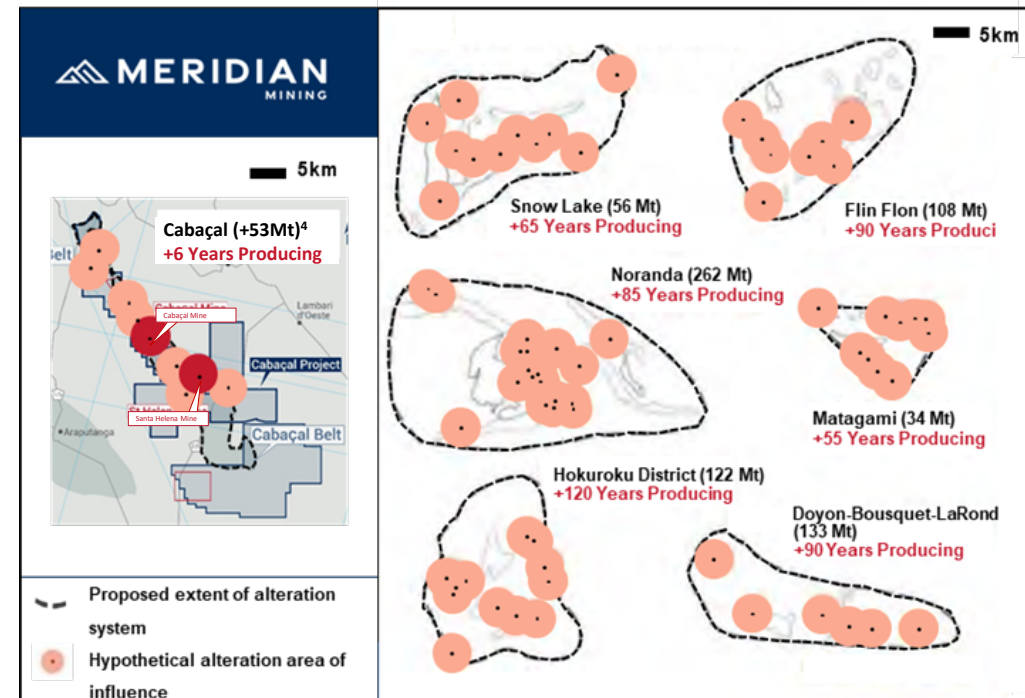 MERIDIAN
MINING
5km
Cabaçal (+53Mt)⁴
+6 Years Producing
Belt
Lambari
d'Oeste
Cabaçal Mine
Cabaçal Project
Santa Helena Mine
Araputanga
Cabaçal Belt
Proposed extent of alteration
system
Hypothetical alteration area of
influence
5km
Snow Lake (56 Mt)
+65 Years Producing
Flin Flon (108 Mt)
+90 Years Produci
Noranda (262 Mt)
+85 Years Producing
Matagami (34 Mt)
+55 Years Producing
Hokuroku District (122 Mt)
+120 Years Producing
Doyon-Bousquet-LaRond
(133 Mt)
+90 Years Producing